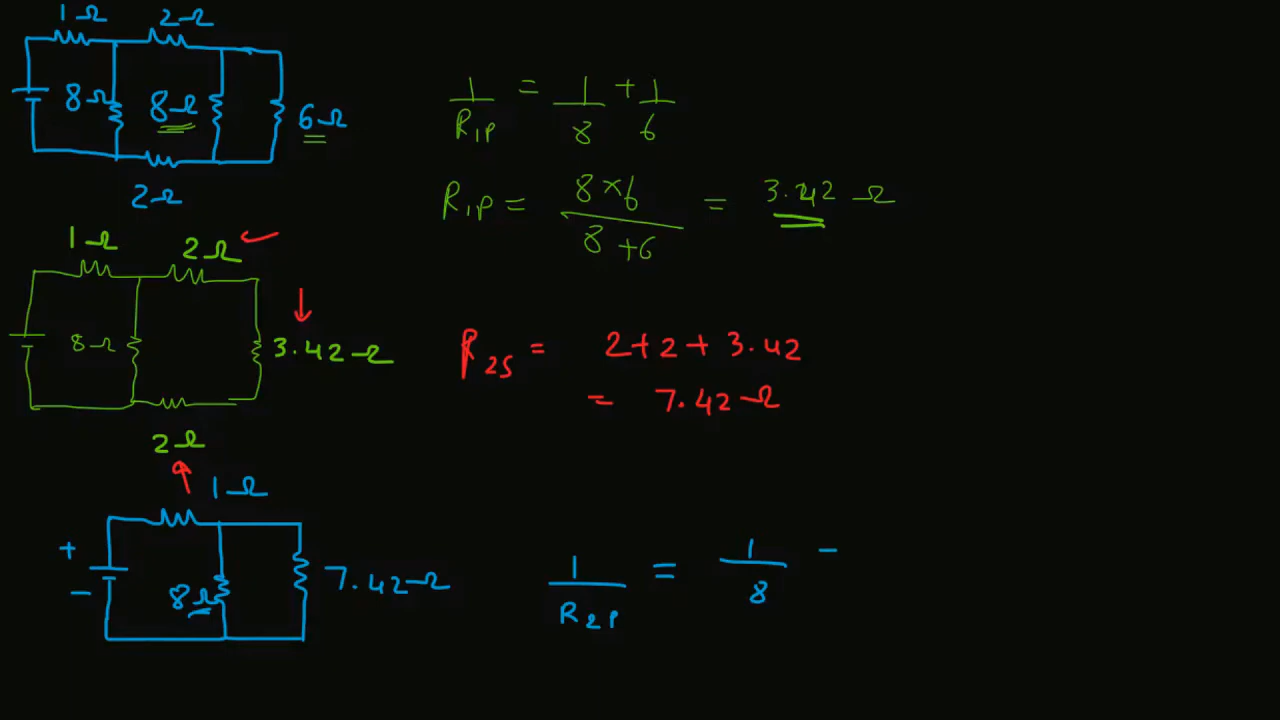 1Ω 2Ω
8Ω 8Ω 6Ω
2Ω
1/R1P = 1/8 + 1/6
R1P = 8×6/8+6 = 3.42 Ω
1Ω 2Ω
8Ω 3.42Ω
2Ω
R2S = 2+2+3.42
= 7.42Ω
1Ω
+
-
8Ω 7.42Ω
1/R2P = 1/8 -